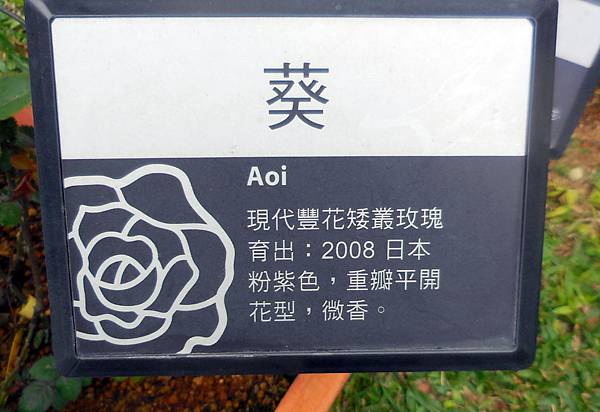 葵
Aoi
現代豐花矮叢玫瑰
育出：2008 日本
粉紫色，重瓣平開
花型，微香。